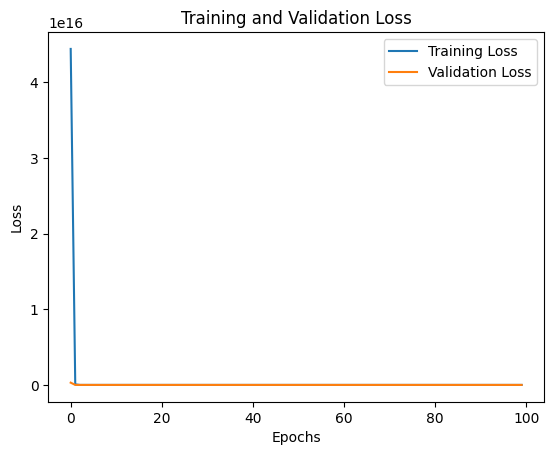 Training and Validation Loss
1e16
Training Loss
Validation Loss
4
3
2
1
0
Loss
0 20 40 60 80 100
Epochs